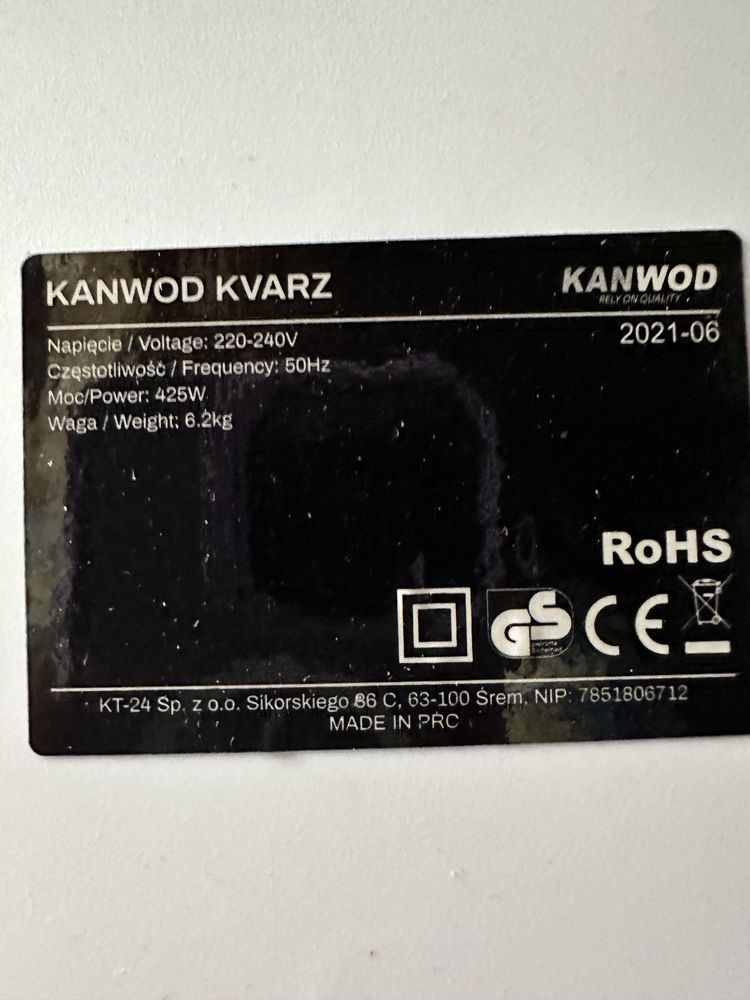 KANWOD KVARZ
KANWOD
RELY ON QUALITY
2021-06
Napięcie / Voltage: 220-240V
Częstotliwość / Frequency: 50Hz
Moc/Power: 425W
Waga / Weight: 6.2kg
RoHS
GS
geprüfte
Sicherheit
CE
KT-24 Sp. z o.o. Sikorskiego 86 C, 63-100 Śrem, NIP: 7851806712
MADE IN PRC